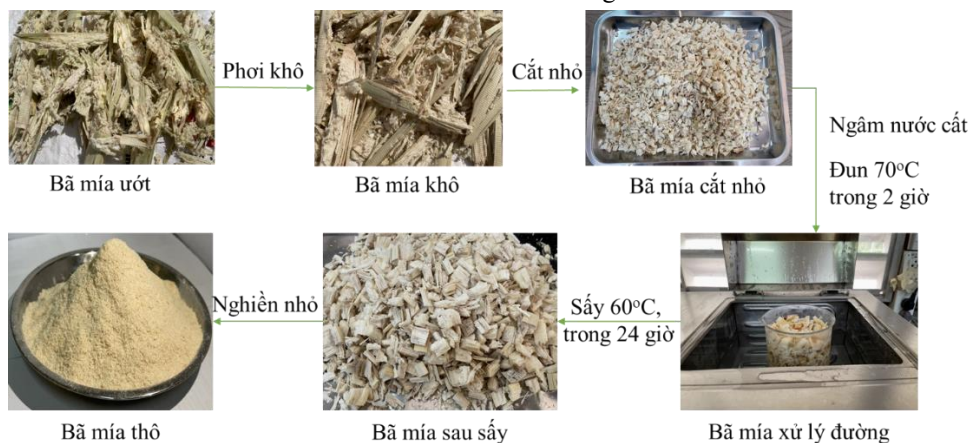 Phơi khô
Cắt nhỏ
Bã mía ướt
Bã mía khô
Bã mía cắt nhỏ
Ngâm nước cất
Đun 70°C
trong 2 giờ
Nghiền nhỏ
Sấy 60°C,
trong 24 giờ
Bã mía thô
Bã mía sau sấy
Bã mía xử lý đường